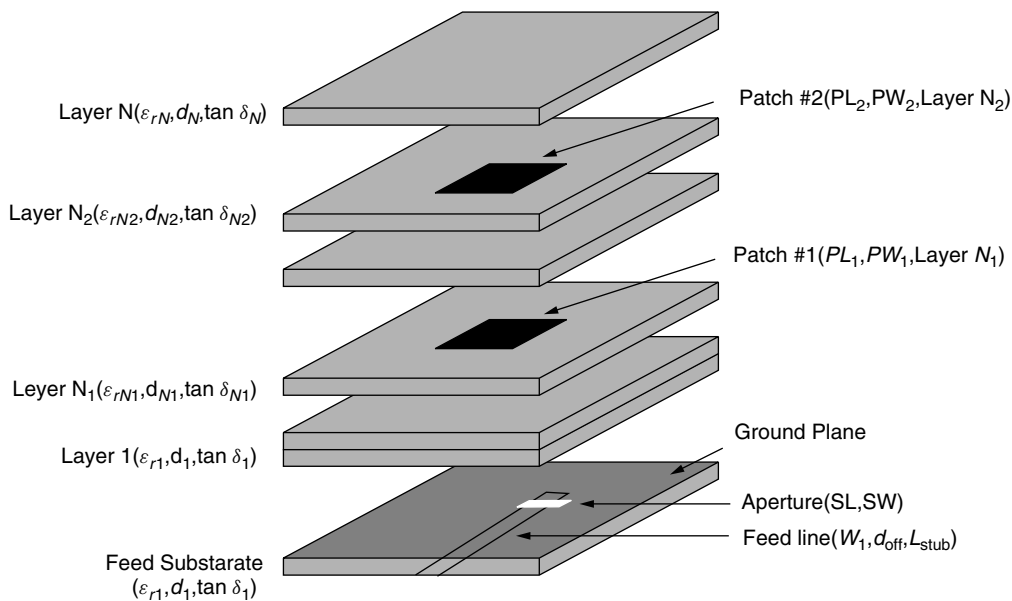 Patch #2(PL₂,PW₂,Layer N₂)
Layer N(εrN,dN,tan δN)
Layer N₂(εrN2,dN2,tan δN2)
Patch #1(PL₁,PW₁,Layer N₁)
Leyer N₁(εrN1,dN1,tan δN1)
Ground Plane
Layer 1(εr1,d₁,tan δ₁)
Aperture(SL,SW)
Feed line(W₁,doff,Lstub)
Feed Substarate
(εr1,d₁,tan δ₁)